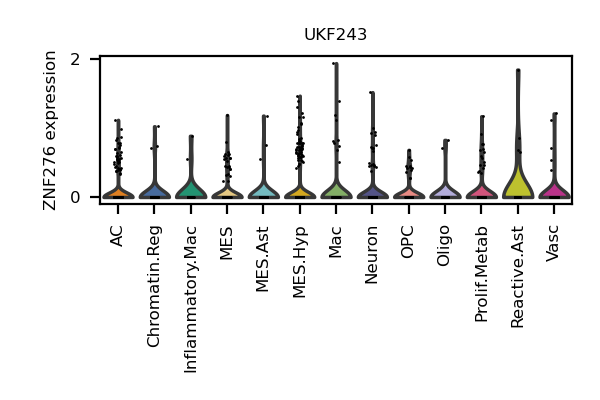 UKF243
ZNF276 expression
2
0
AC
Chromatin.Reg
Inflammatory.Mac
MES
MES.Ast
MES.Hyp
Mac
Neuron
OPC
Oligo
Prolif.Metab
Reactive.Ast
Vasc